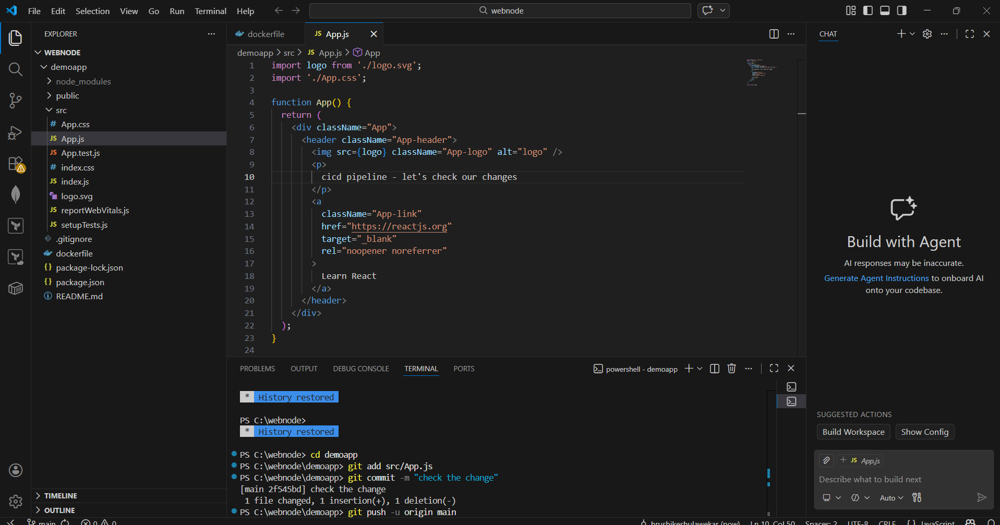 File Edit Selection View Go Run Terminal Help
webnode
EXPLORER
WEBNODE
demoapp
node_modules
public
src
# App.css
JS App.js
JS App.test.js
# index.css
JS index.js
logo.svg
JS reportWebVitals.js
JS setupTests.js
.gitignore
dockerfile
{} package-lock.json
{} package.json
README.md
TIMELINE
OUTLINE
dockerfile
JS App.js
demoapp > src > JS App.js > App
1 import logo from './logo.svg';
2 import './App.css';
3
4 function App() {
5 return (
6 <div className="App">
7 <header className="App-header">
8 <img src={logo} className="App-logo" alt="logo" />
9 <p>
10 cicd pipeline - let's check our changes
11 </p>
12 <a
13 className="App-link"
14 href="https://reactjs.org"
15 target="_blank"
16 rel="noopener noreferrer"
17 >
18 Learn React
19 </a>
20 </header>
21 </div>
22 );
23 }
24
PROBLEMS OUTPUT DEBUG CONSOLE TERMINAL PORTS
powershell - demoapp
* History restored
PS C:\webnode>
* History restored
PS C:\webnode> cd demoapp
PS C:\webnode\demoapp> git add src/App.js
PS C:\webnode\demoapp> git commit -m "check the change"
[main 2f545bd] check the change
1 file changed, 1 insertion(+), 1 deletion(-)
PS C:\webnode\demoapp> git push -u origin main
CHAT
Build with Agent
AI responses may be inaccurate.
Generate Agent Instructions to onboard AI
onto your codebase.
SUGGESTED ACTIONS
Build Workspace
Show Config
JS App.js
Describe what to build next
Auto
main 0 0
hrushikeshulawekar (now) Ln 10, Col 50 Spaces: 2 UTF-8 CRLF {} JavaScript